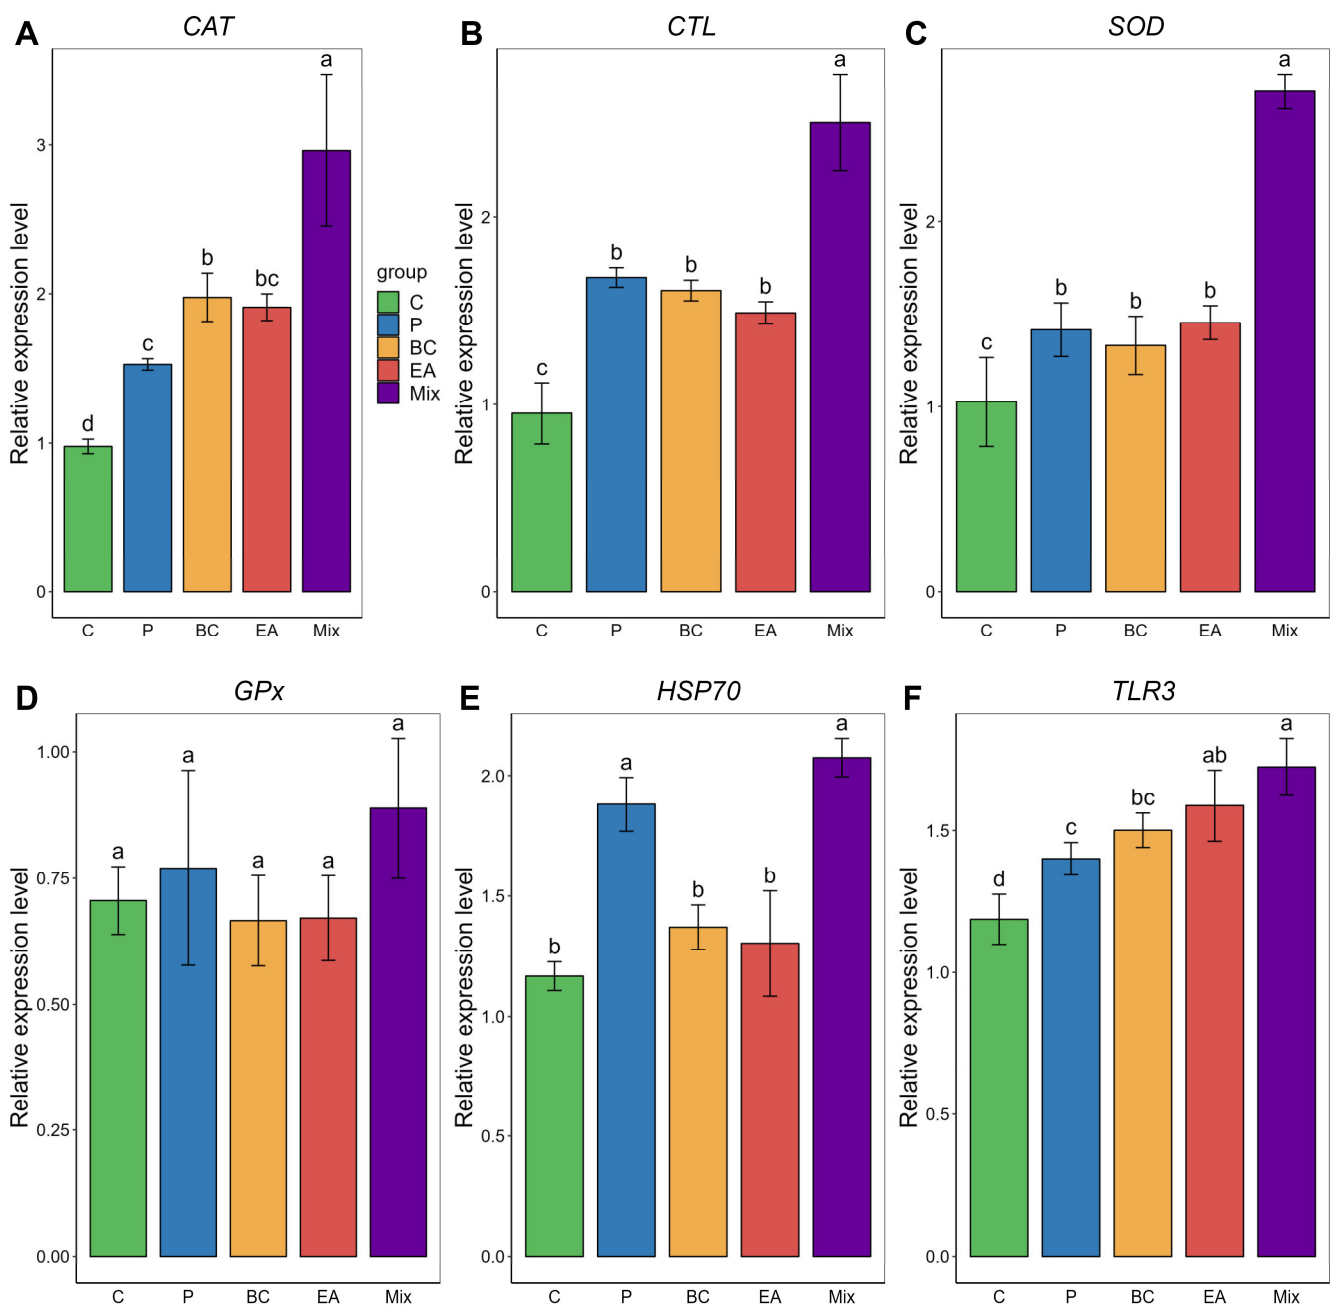 A CAT
Relative expression level
3
2
1
0
d
c
b
bc
a
C P BC EA Mix
group
C
P
BC
EA
Mix
B CTL
Relative expression level
2
1
0
c
b
b
b
a
C P BC EA Mix
C SOD
Relative expression level
2
1
0
c
b
b
b
a
C P BC EA Mix
D GPx
Relative expression level
1.00
0.75
0.50
0.25
0.00
a
a
a
a
a
C P BC EA Mix
E HSP70
Relative expression level
2.0
1.5
1.0
0.5
0.0
b
a
b
b
a
C P BC EA Mix
F TLR3
Relative expression level
1.5
1.0
0.5
0.0
d
c
bc
ab
a
C P BC EA Mix